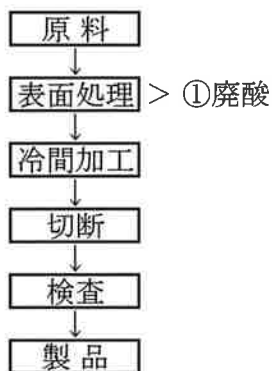 原料
表面処理 > ①廃酸
冷間加工
切断
検査
製品